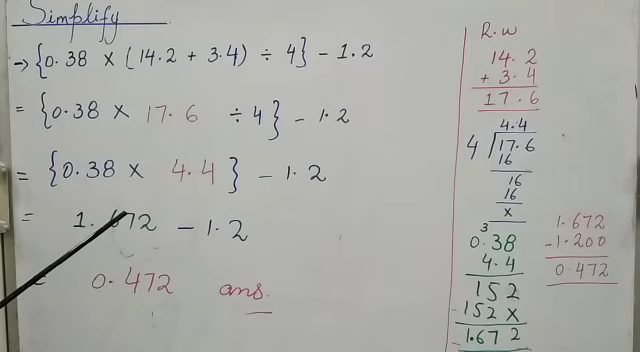 Simplify
→ {0.38 × (14.2 + 3.4) ÷ 4} - 1.2
= {0.38 × 17.6 ÷ 4} - 1.2
= {0.38 × 4.4} - 1.2
= 1.672 - 1.2
= 0.472 ans.
R.W
14.2
+ 3.4
17.6
4.4
4 √17.6
16
16
16
×
3
0.38
4.4
152
152×
1.672
1.672
-1.200
0.472